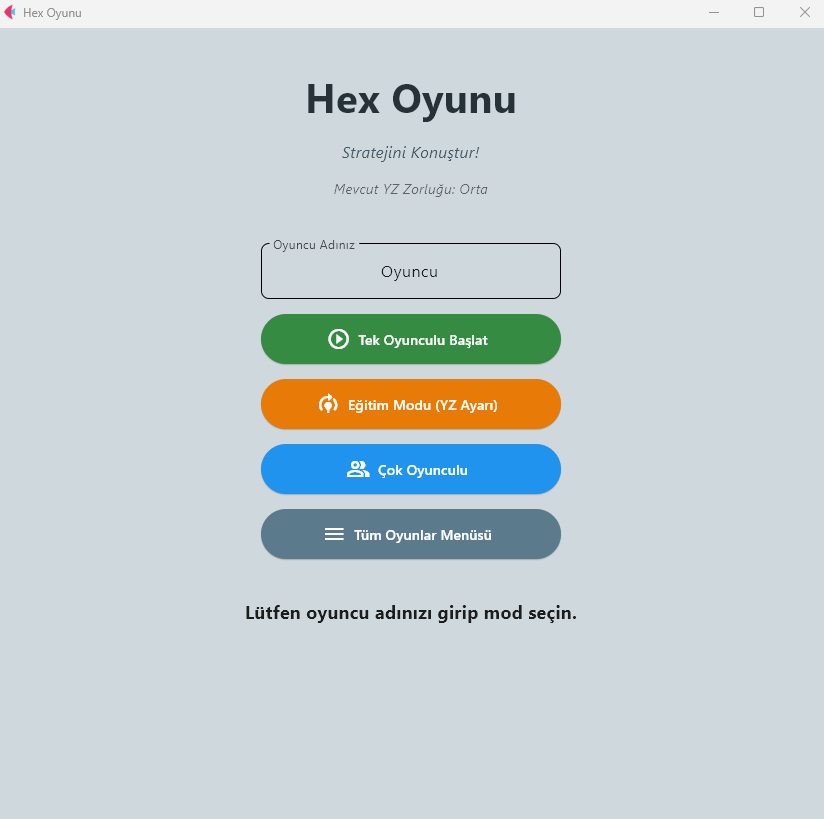 Hex Oyunu
Hex Oyunu
Stratejini Konuştur!
Mevcut YZ Zorluğu: Orta
Oyuncu Adınız
Oyuncu
Tek Oyunculu Başlat
Eğitim Modu (YZ Ayarı)
Çok Oyunculu
Tüm Oyunlar Menüsü
Lütfen oyuncu adınızı girip mod seçin.